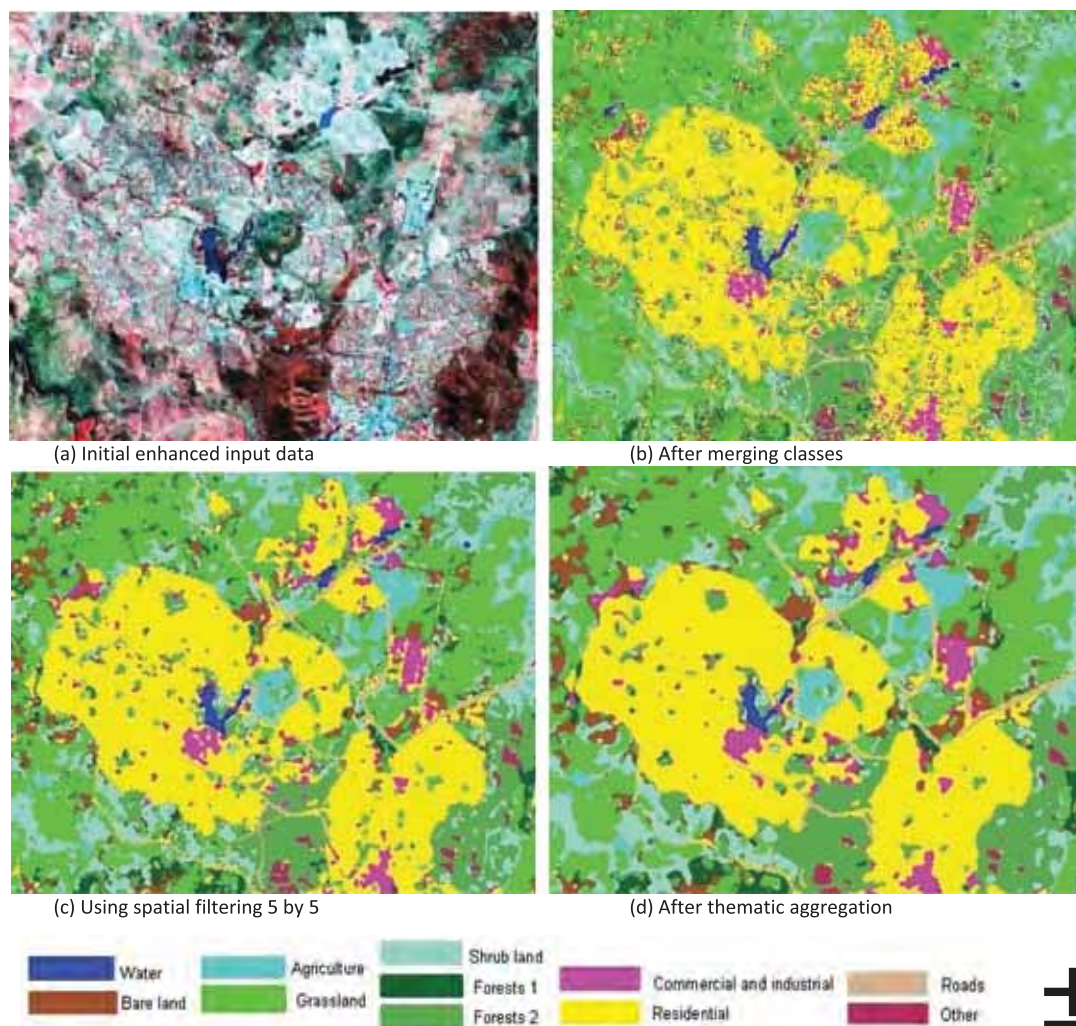 (a) Initial enhanced input data
(b) After merging classes
(c) Using spatial filtering 5 by 5
(d) After thematic aggregation
Water
Bare land
Agriculture
Grassland
Shrub land
Forests 1
Forests 2
Commercial and industrial
Residential
Roads
Other